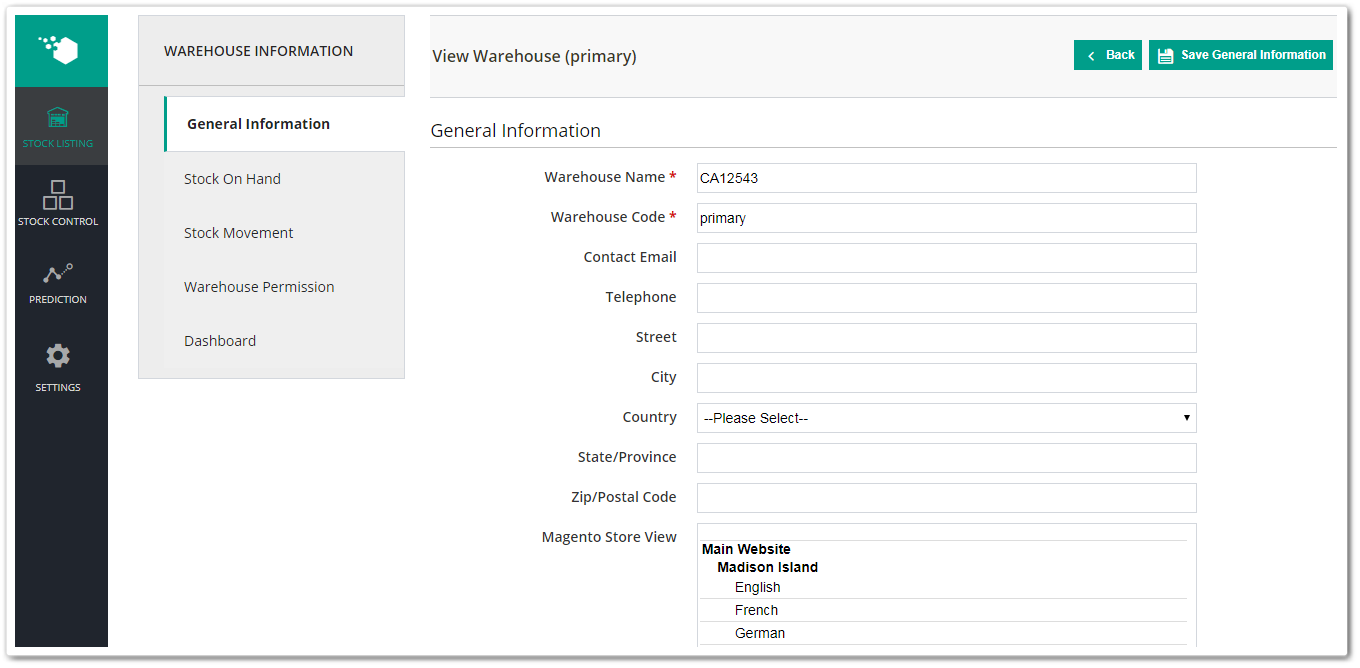 STOCK LISTING
STOCK CONTROL
PREDICTION
SETTINGS
WAREHOUSE INFORMATION
General Information
Stock On Hand
Stock Movement
Warehouse Permission
Dashboard
View Warehouse (primary)
Back
Save General Information
General Information
Warehouse Name * CA12543
Warehouse Code * primary
Contact Email
Telephone
Street
City
Country --Please Select--
State/Province
Zip/Postal Code
Magento Store View
Main Website
Madison Island
English
French
German